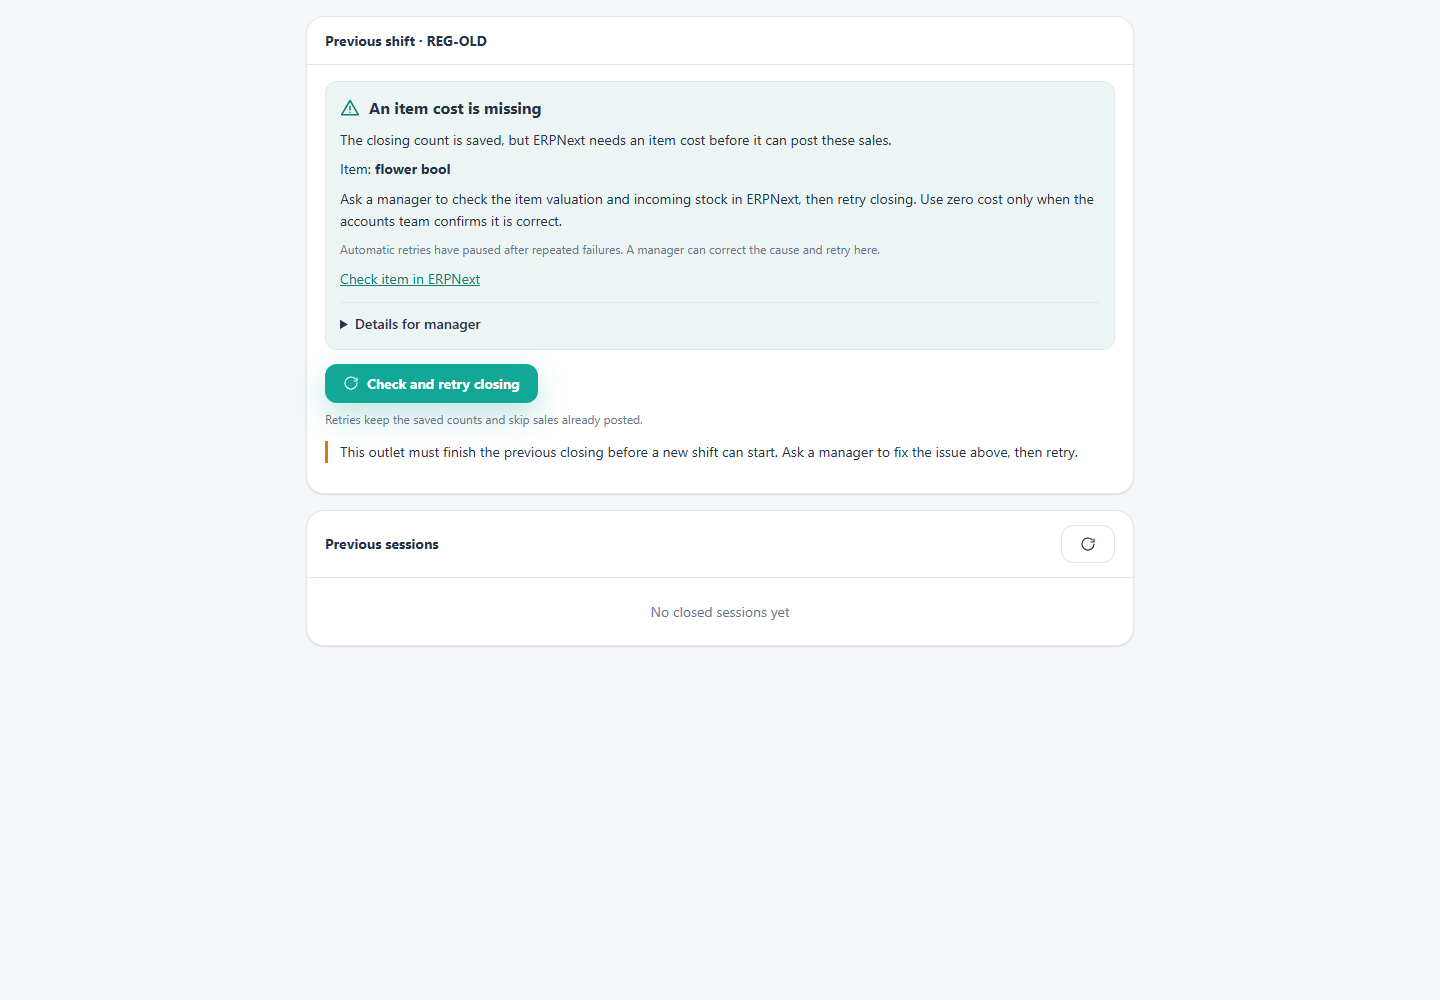 Previous shift · REG-OLD
An item cost is missing
The closing count is saved, but ERPNext needs an item cost before it can post these sales.
Item: flower bool
Ask a manager to check the item valuation and incoming stock in ERPNext, then retry closing. Use zero cost only when the
accounts team confirms it is correct.
Automatic retries have paused after repeated failures. A manager can correct the cause and retry here.
Check item in ERPNext
Details for manager
Check and retry closing
Retries keep the saved counts and skip sales already posted.
This outlet must finish the previous closing before a new shift can start. Ask a manager to fix the issue above, then retry.
Previous sessions
No closed sessions yet